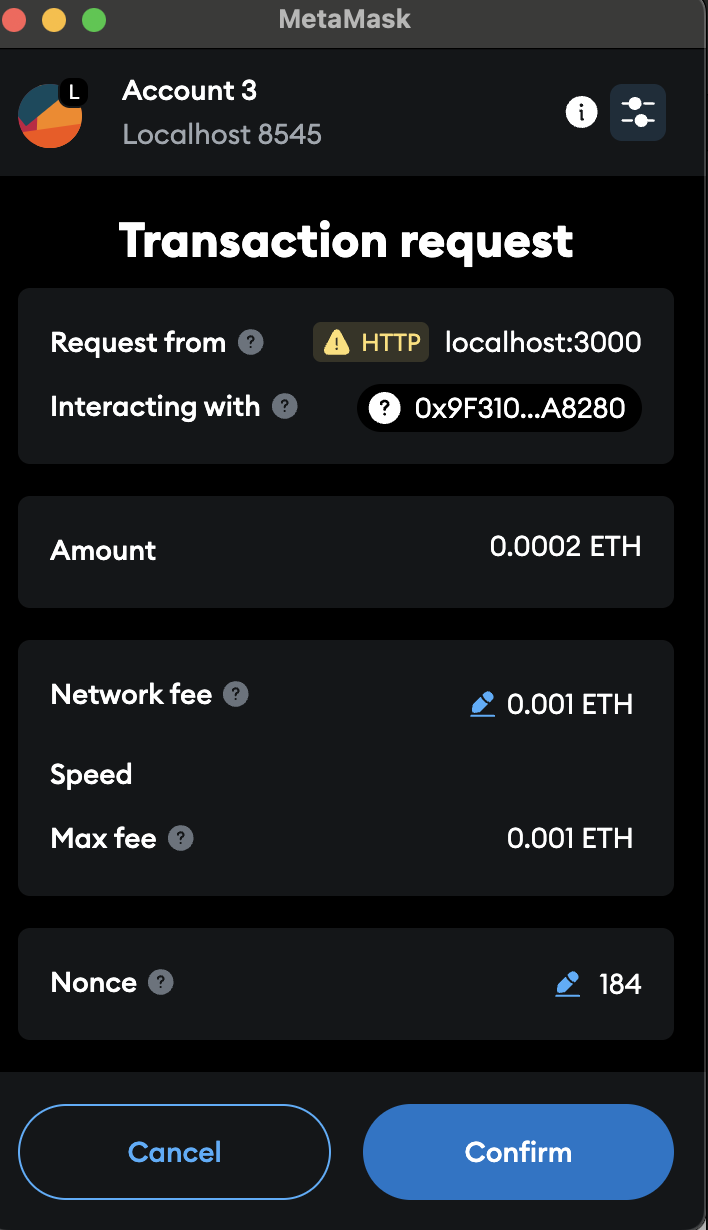 MetaMask
L
Account 3
Localhost 8545
i
Transaction request
Request from ? HTTP localhost:3000
Interacting with ? ? 0x9F310...A8280
Amount 0.0002 ETH
Network fee ? 0.001 ETH
Speed
Max fee ? 0.001 ETH
Nonce ? 184
Cancel Confirm